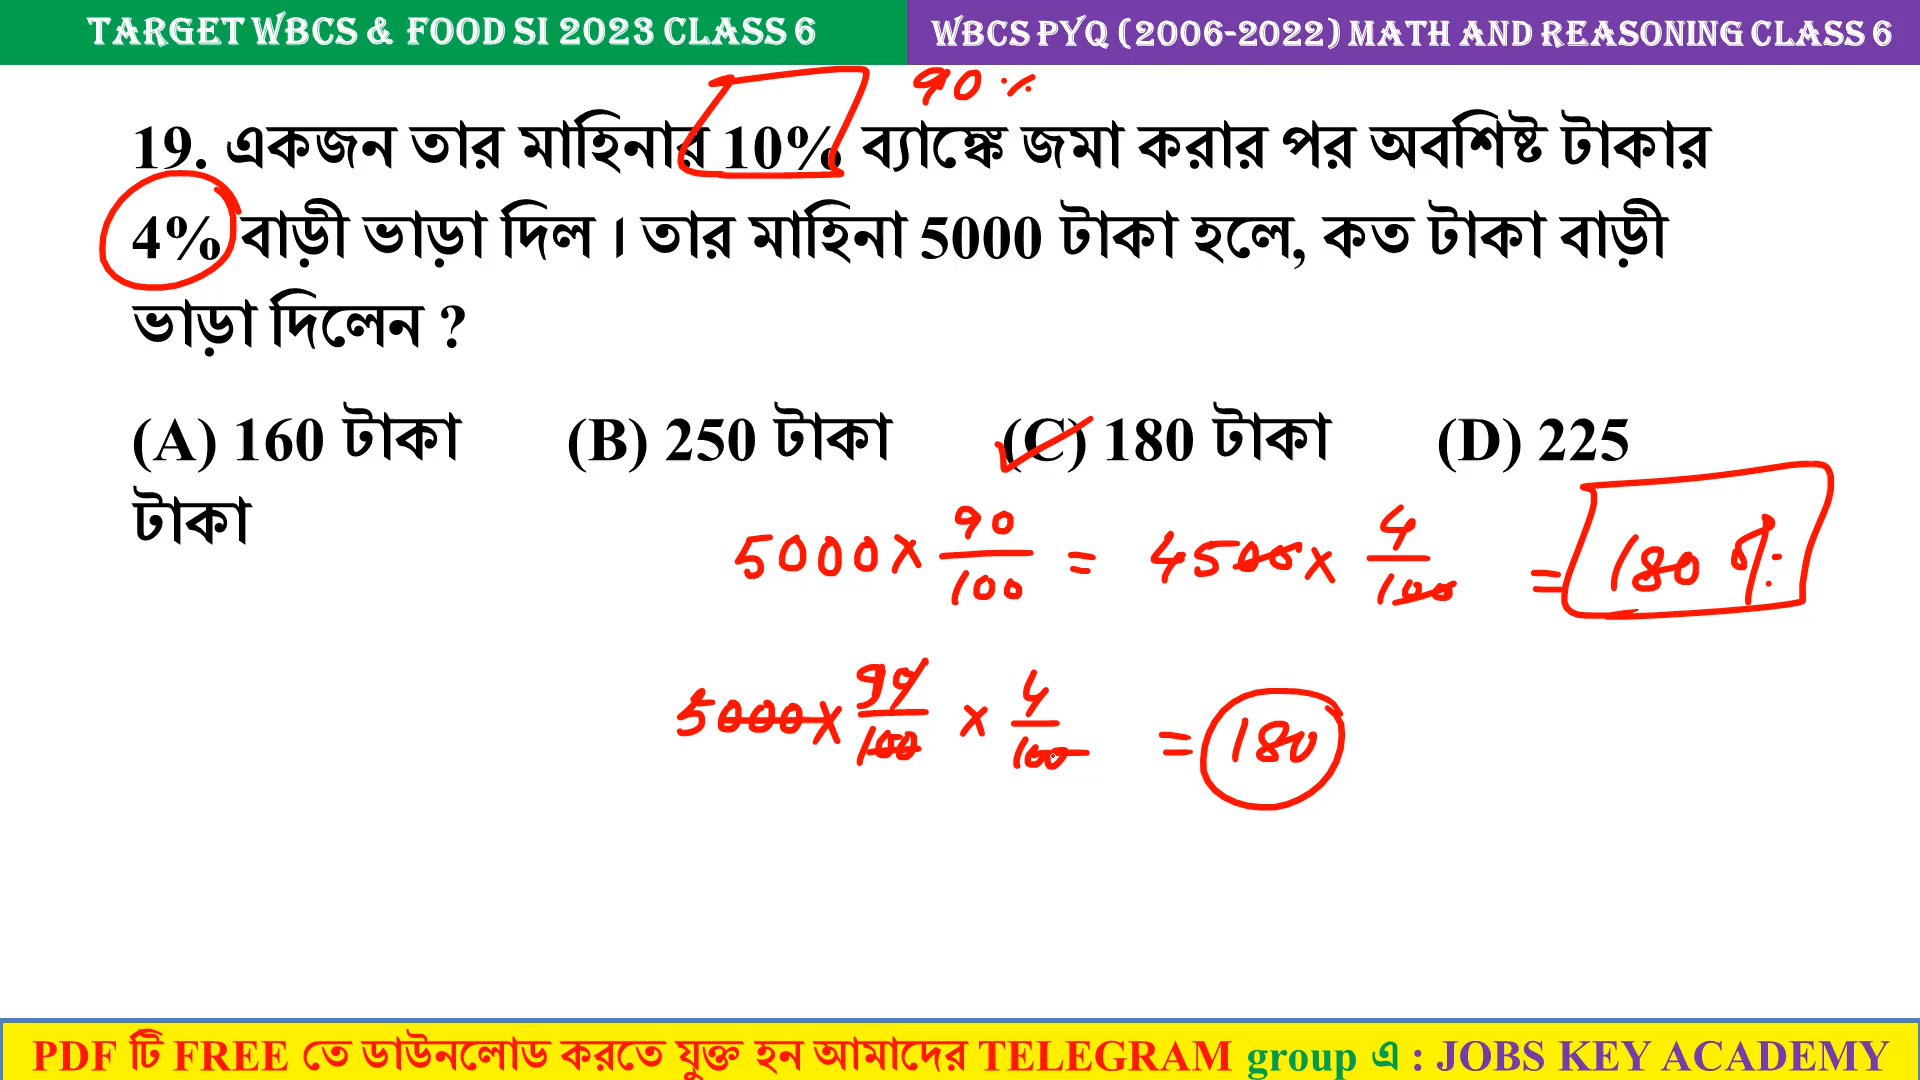 TARGET WBCS & FOOD SI 2023 CLASS 6
WBCS PYQ (2006-2022) MATH AND REASONING CLASS 6
90 %
19. একজন তার মাহিনার 10% ব্যাঙ্কে জমা করার পর অবশিষ্ট টাকার
4% বাড়ী ভাড়া দিল । তার মাহিনা 5000 টাকা হলে, কত টাকা বাড়ী
ভাড়া দিলেন ?
(A) 160 টাকা (B) 250 টাকা (C) 180 টাকা (D) 225
টাকা
5000 × 90/100 = 4500 × 4/100 = 180
5000 × 90/100 × 4/100 = 180
PDF টি FREE তে ডাউনলোড করতে যুক্ত হন আমাদের TELEGRAM group এ : JOBS KEY ACADEMY